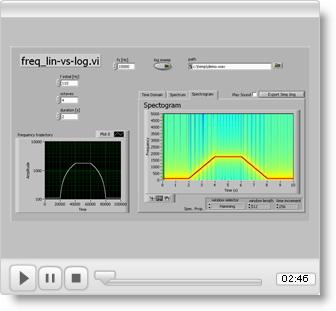 freq_lin-vs-log.vi
fs [Hz]
10000
log sweep
path
c:\temp\demo.wav
f initial [Hz]
110
octaves
4
duration [s]
2
Time Domain
Spectrum
Spectrogram
Play Sound
Export Simp Img
Spectogram
Frequency trajectory
Plot 0
Amplitude
10000
1000
100
0
20000
40000
60000
80000
100000
Time
Frequency
5000
4500
4000
3500
3000
2500
2000
1500
1000
500
0
0
1
2
3
4
5
6
7
8
9
10
Time (s)
Spec. Prop.
window selector
Hanning
window length
512
time increment
256
02:46